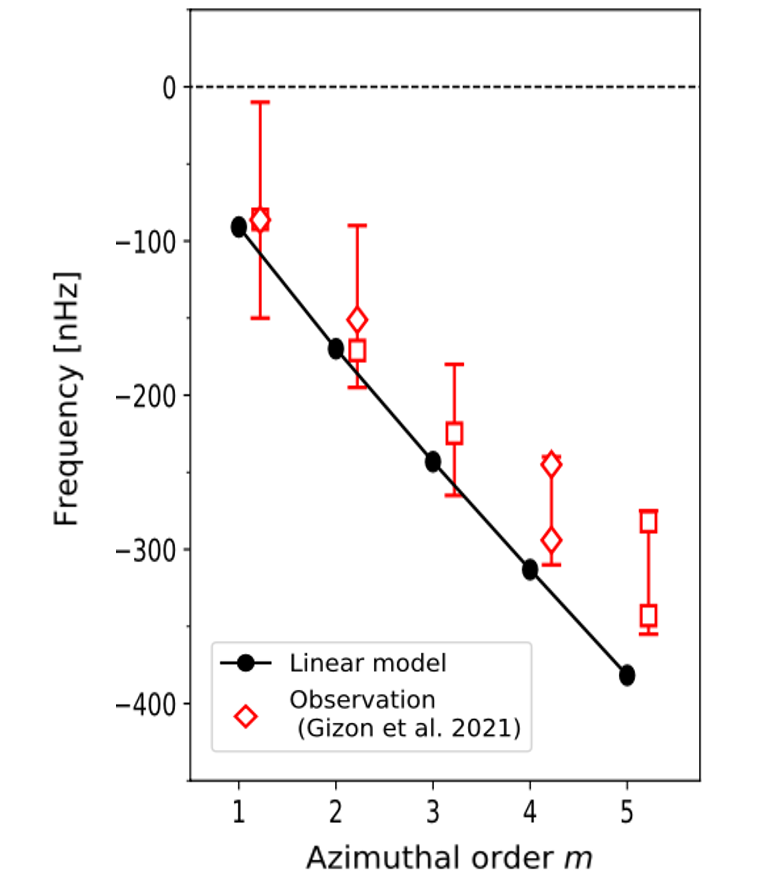 0
−100
−200
−300
−400
Frequency [nHz]
Linear model
Observation
(Gizon et al. 2021)
1 2 3 4 5
Azimuthal order m